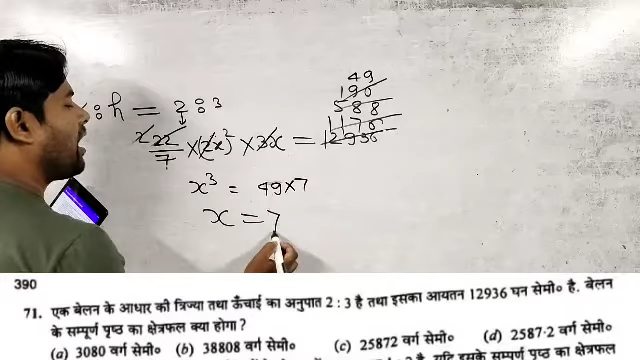 49
196
588
: h = 2 : 3
1176
22/7 × (2x)² × 3x = 12936
x³ = 49×7
x = 7
390
71. एक बेलन के आधार की त्रिज्या तथा ऊँचाई का अनुपात 2 : 3 है तथा इसका आयतन 12936 घन सेमी० है. बेलन
के सम्पूर्ण पृष्ठ का क्षेत्रफल क्या होगा ?
(a) 3080 वर्ग सेमी० (b) 38808 वर्ग सेमी० (c) 25872 वर्ग सेमी० (d) 2587·2 वर्ग सेमी०